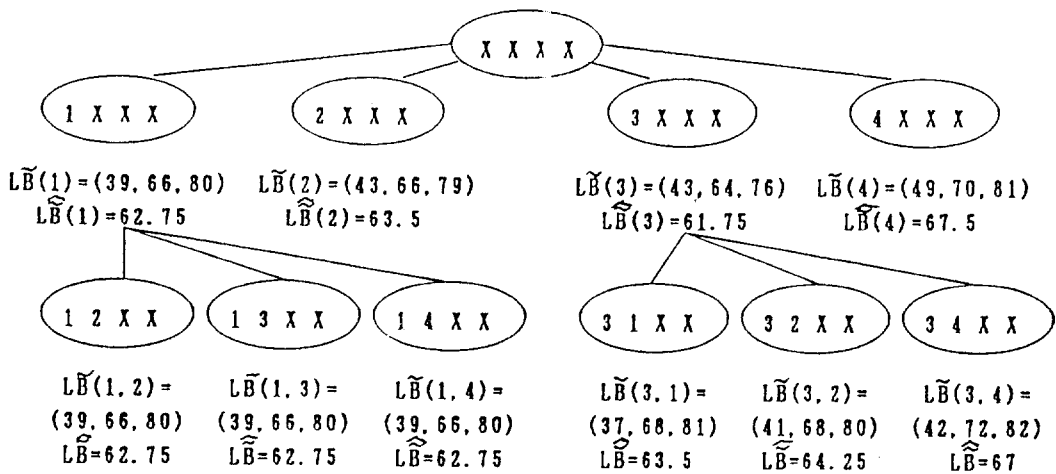 X X X X
1 X X X
2 X X X
3 X X X
4 X X X
LB̃(1)=(39, 66, 80)
LB̃(2)=(43, 66, 79)
LB̃(3)=(43, 64, 76)
LB̃(4)=(49, 70, 81)
LB̃̃(1)=62.75
LB̃̃(2)=63.5
LB̃̃(3)=61.75
LB̃̃(4)=67.5
1 2 X X
1 3 X X
1 4 X X
3 1 X X
3 2 X X
3 4 X X
LB̃(1, 2)=
(39, 66, 80)
LB̃̃=62.75
LB̃(1, 3)=
(39, 66, 80)
LB̃̃=62.75
LB̃(1, 4)=
(39, 66, 80)
LB̃̃=62.75
LB̃(3, 1)=
(37, 68, 81)
LB̃̃=63.5
LB̃(3, 2)=
(41, 68, 80)
LB̃̃=64.25
LB̃(3, 4)=
(42, 72, 82)
LB̃̃=67